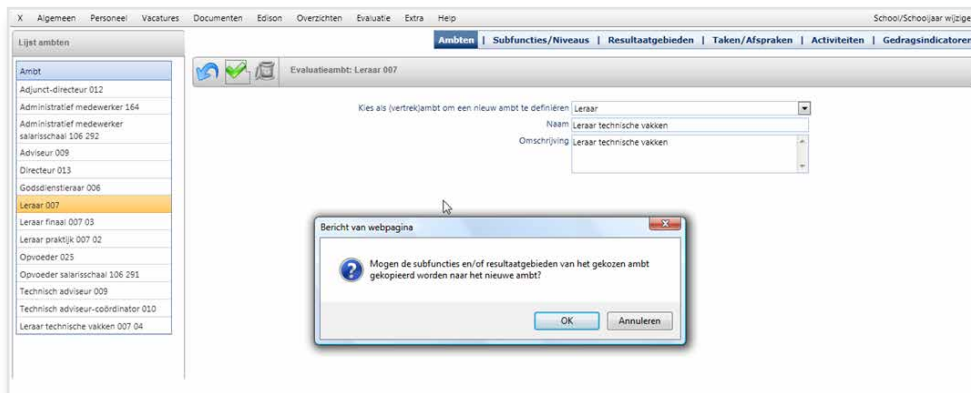 X Algemeen Personeel Vacatures Documenten Edison Overzichten Evaluatie Extra Help School/Schooljaar wijzige
Lijst ambten
Ambten | Subfuncties/Niveaus | Resultaatgebieden | Taken/Afspraken | Activiteiten | Gedragsindicatoren
Ambt
Adjunct-directeur 012
Administratief medewerker 164
Administratief medewerker
salarisschaal 106 292
Adviseur 009
Directeur 013
Godsdienstleraar 006
Leraar 007
Leraar finaal 007 03
Leraar praktijk 007 02
Opvoeder 025
Opvoeder salarisschaal 106 291
Technisch adviseur 009
Technisch adviseur-coördinator 010
Leraar technische vakken 007 04
Evaluatieambt: Leraar 007
Kies als (vertrek)ambt om een nieuw ambt te definiëren Leraar
Naam Leraar technische vakken
Omschrijving Leraar technische vakken
Bericht van webpagina
Mogen de subfuncties en/of resultaatgebieden van het gekozen ambt
gekopieerd worden naar het nieuwe ambt?
OK Annuleren